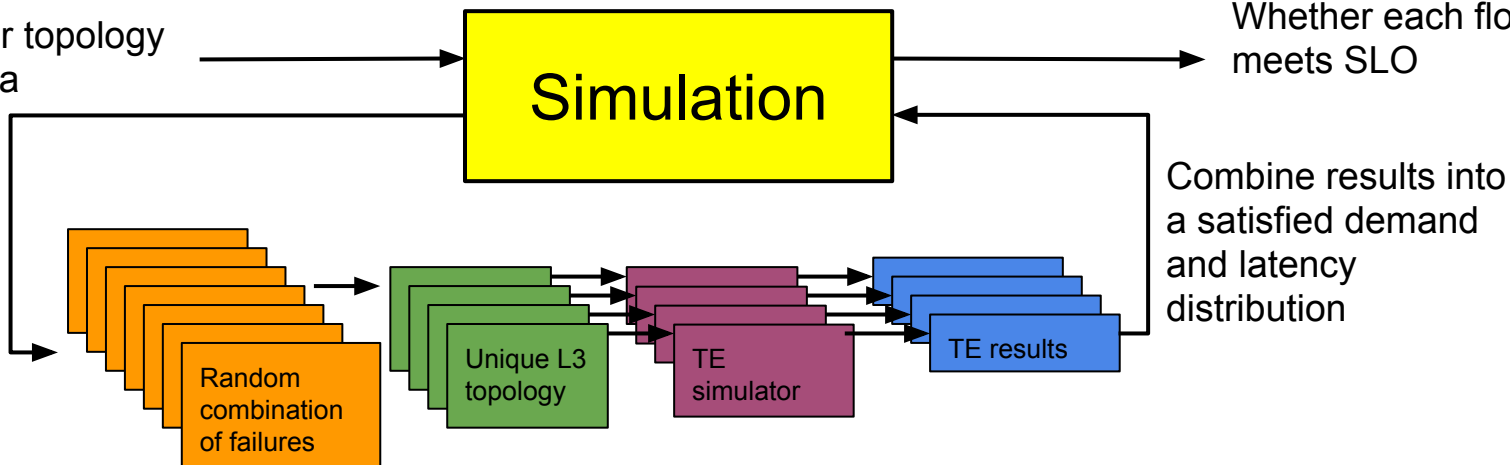 r topology
a
Simulation
Whether each flo
meets SLO
Combine results into
a satisfied demand
and latency
distribution
Random
combination
of failures
Unique L3
topology
TE
simulator
TE results